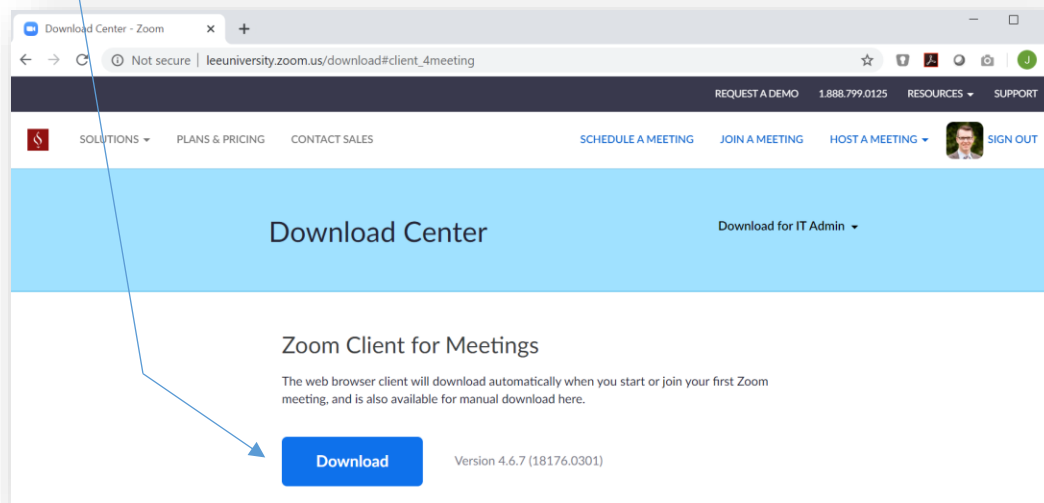 Download Center - Zoom
Not secure | leeuniversity.zoom.us/download#client_4meeting
J
REQUEST A DEMO 1.888.799.0125 RESOURCES SUPPORT
SOLUTIONS PLANS & PRICING CONTACT SALES SCHEDULE A MEETING JOIN A MEETING HOST A MEETING SIGN OUT
Download Center Download for IT Admin
Zoom Client for Meetings
The web browser client will download automatically when you start or join your first Zoom
meeting, and is also available for manual download here.
Download Version 4.6.7 (18176.0301)